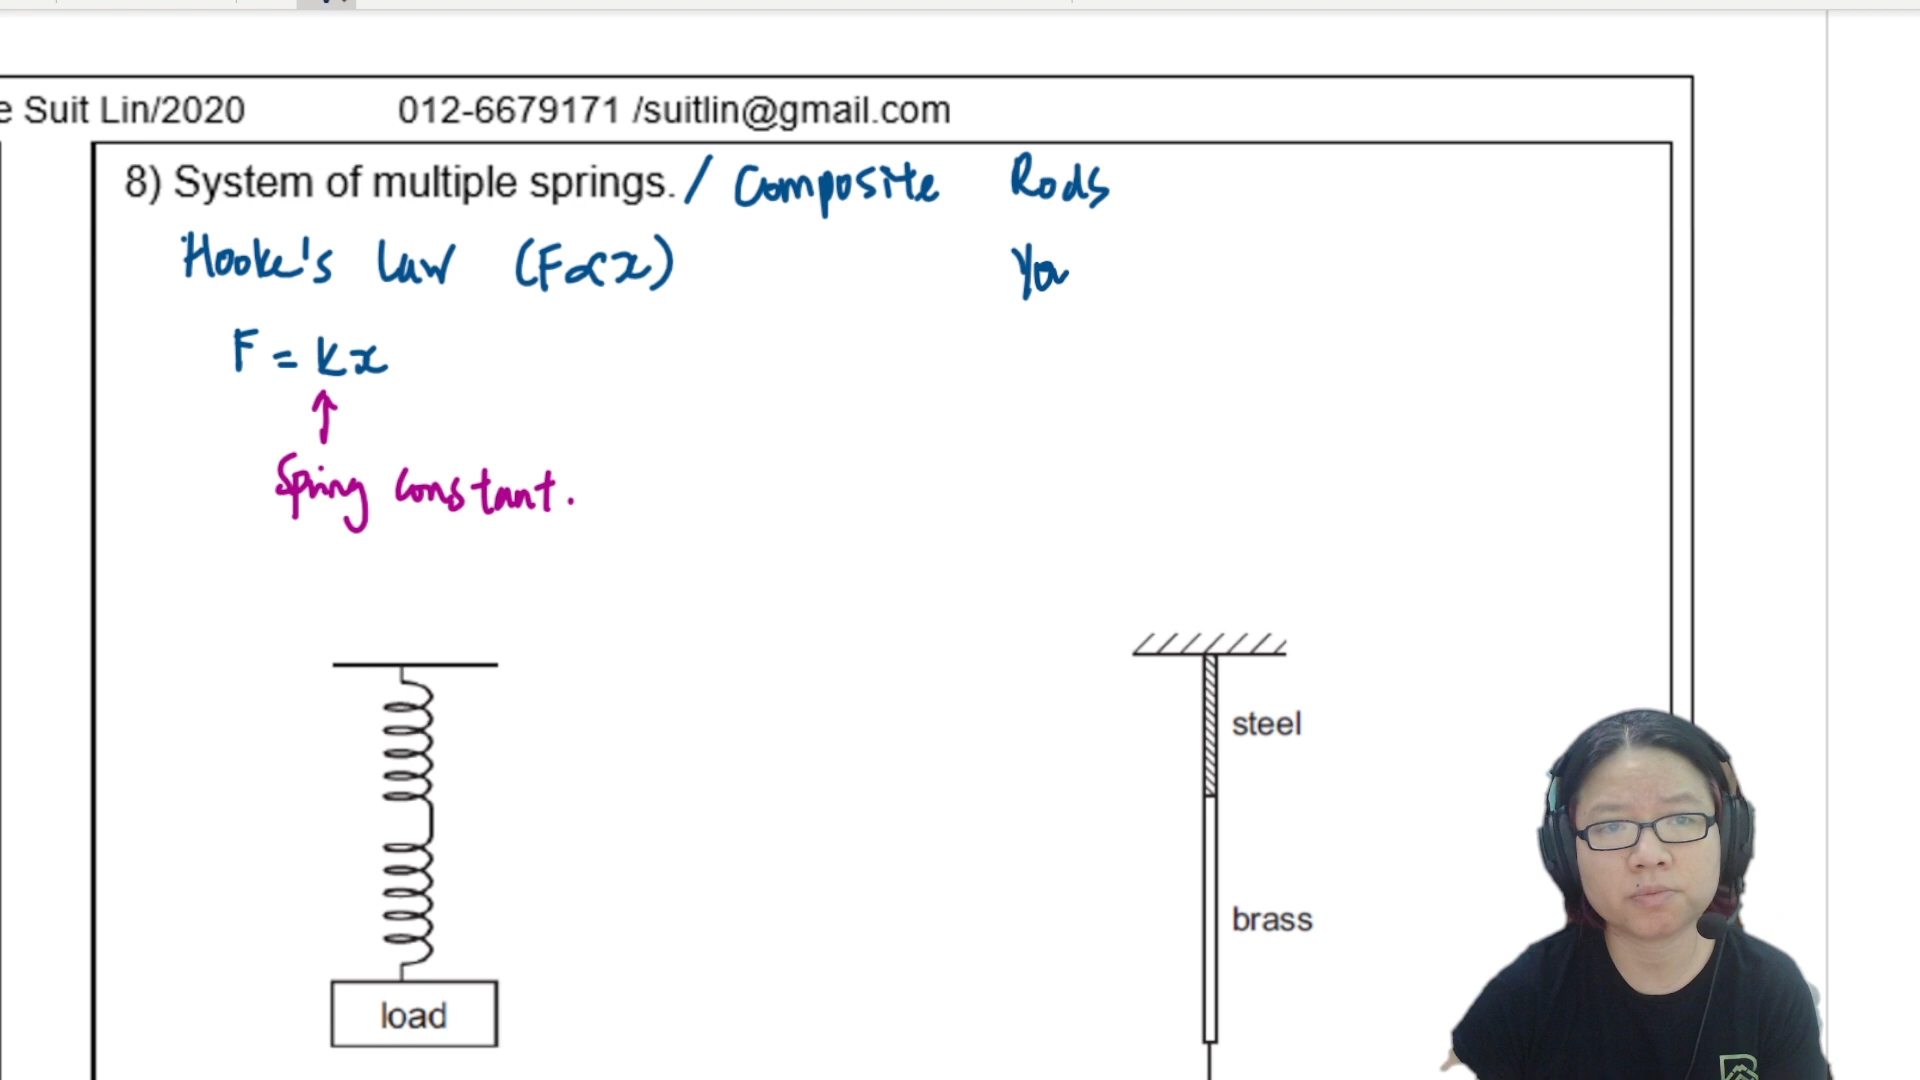 e Suit Lin/2020 012-6679171 /suitlin@gmail.com
8) System of multiple springs. / Composite Rods
Hooke's Law (F∝x) You
F = kx
↑
Spring constant.
steel
brass
load